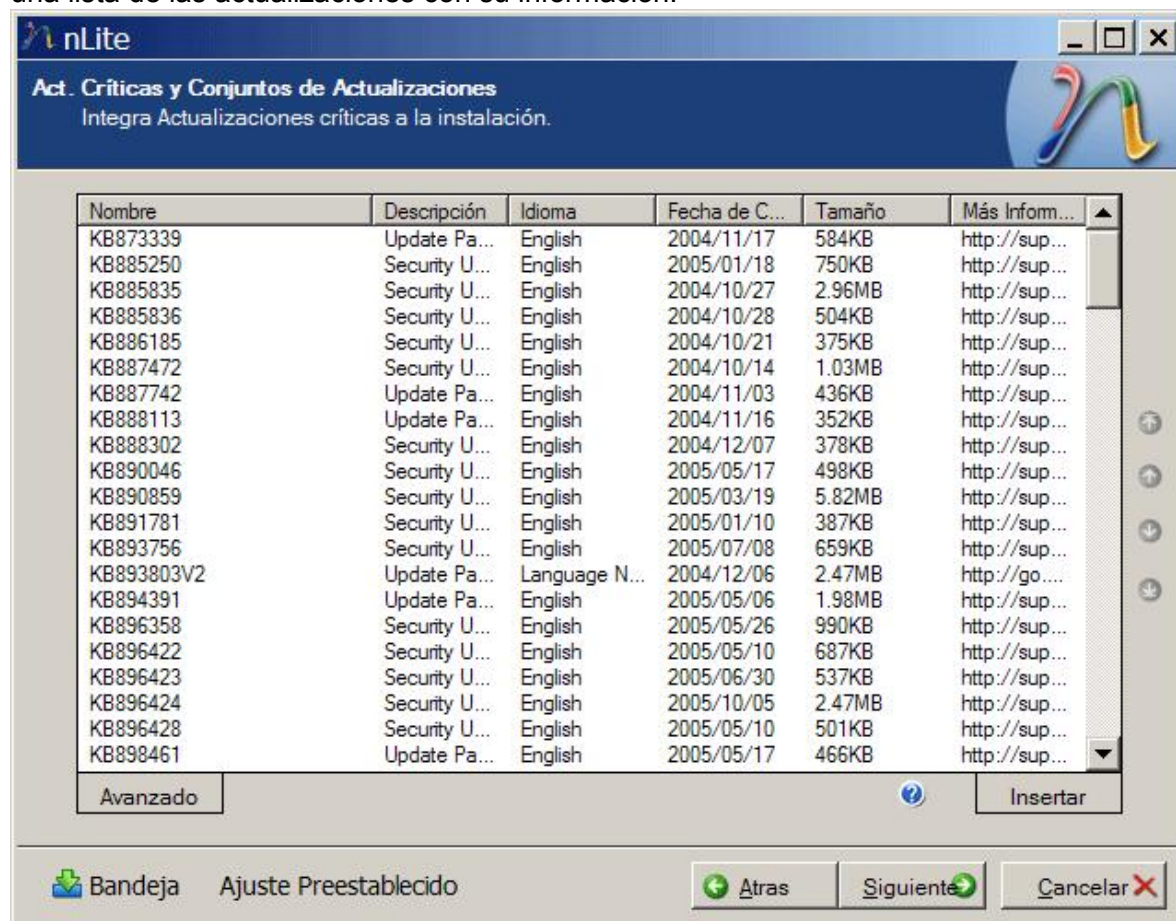 una lista de las actualizaciones con su información.
nLite
Act. Críticas y Conjuntos de Actualizaciones
Integra Actualizaciones críticas a la instalación.
Nombre Descripción Idioma Fecha de C... Tamaño Más Inform...
KB873339 Update Pa... English 2004/11/17 584KB http://sup...
KB885250 Security U... English 2005/01/18 750KB http://sup...
KB885835 Security U... English 2004/10/27 2.96MB http://sup...
KB885836 Security U... English 2004/10/28 504KB http://sup...
KB886185 Security U... English 2004/10/21 375KB http://sup...
KB887472 Security U... English 2004/10/14 1.03MB http://sup...
KB887742 Update Pa... English 2004/11/03 436KB http://sup...
KB888113 Update Pa... English 2004/11/16 352KB http://sup...
KB888302 Security U... English 2004/12/07 378KB http://sup...
KB890046 Security U... English 2005/05/17 498KB http://sup...
KB890859 Security U... English 2005/03/19 5.82MB http://sup...
KB891781 Security U... English 2005/01/10 387KB http://sup...
KB893756 Security U... English 2005/07/08 659KB http://sup...
KB893803V2 Update Pa... Language N... 2004/12/06 2.47MB http://go....
KB894391 Update Pa... English 2005/05/06 1.98MB http://sup...
KB896358 Security U... English 2005/05/26 990KB http://sup...
KB896422 Security U... English 2005/05/10 687KB http://sup...
KB896423 Security U... English 2005/06/30 537KB http://sup...
KB896424 Security U... English 2005/10/05 2.47MB http://sup...
KB896428 Security U... English 2005/05/10 501KB http://sup...
KB898461 Update Pa... English 2005/05/17 466KB http://sup...
Avanzado Insertar
Bandeja Ajuste Preestablecido Atras Siguiente Cancelar